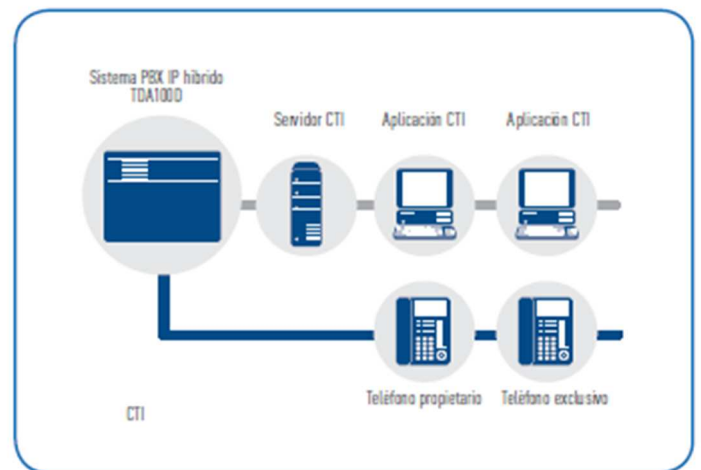 Sistema PBX IP híbrido
TDA100D
Servidor CTI
Aplicación CTI
Aplicación CTI
Teléfono propietario
Teléfono exclusivo
CTI